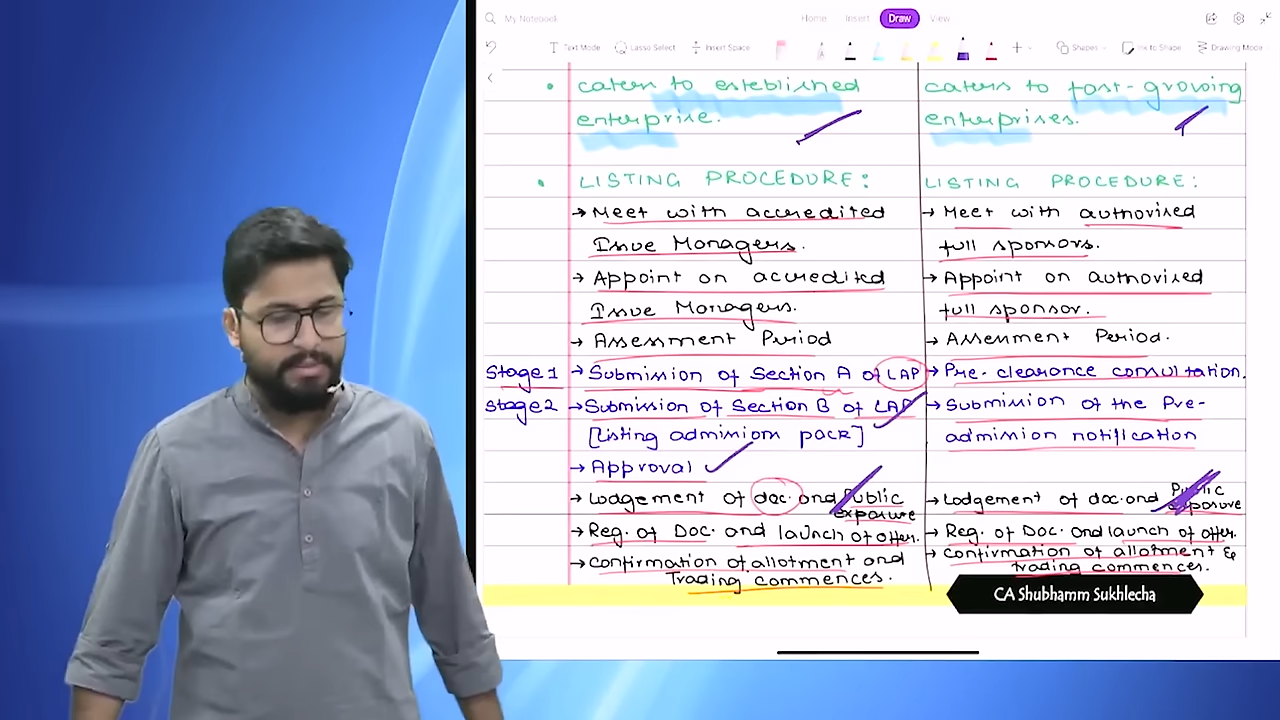 My Notebook
Home Insert Draw View
Text Mode Lasso Select Insert Space Shapes Ink to Shape Drawing Mode
• caters to established
enterprise.
• LISTING PROCEDURE:
→ Meet with accredited
Issue Managers.
→ Appoint on accredited
Issue Managers.
→ Assessment Period
Stage 1 → Submission of Section A of LAP
Stage 2 → Submission of Section B of LAP
[listing admission pack]
→ Approval
→ Lodgement of doc. and Public
exposure
→ Reg. of Doc. and launch of offer.
→ Confirmation of allotment and
Trading commences.
caters to fast-growing
enterprises.
LISTING PROCEDURE:
→ Meet with authorised
full sponsors.
→ Appoint on authorised
full sponsor.
→ Assessment Period.
→ Pre-clearance consultation.
→ Submission of the Pre-
admission notification
→ Lodgement of doc. and Public
exposure
→ Reg. of Doc. and launch of offer.
→ Confirmation of allotment &
Trading commences.
CA Shubhamm Sukhlecha